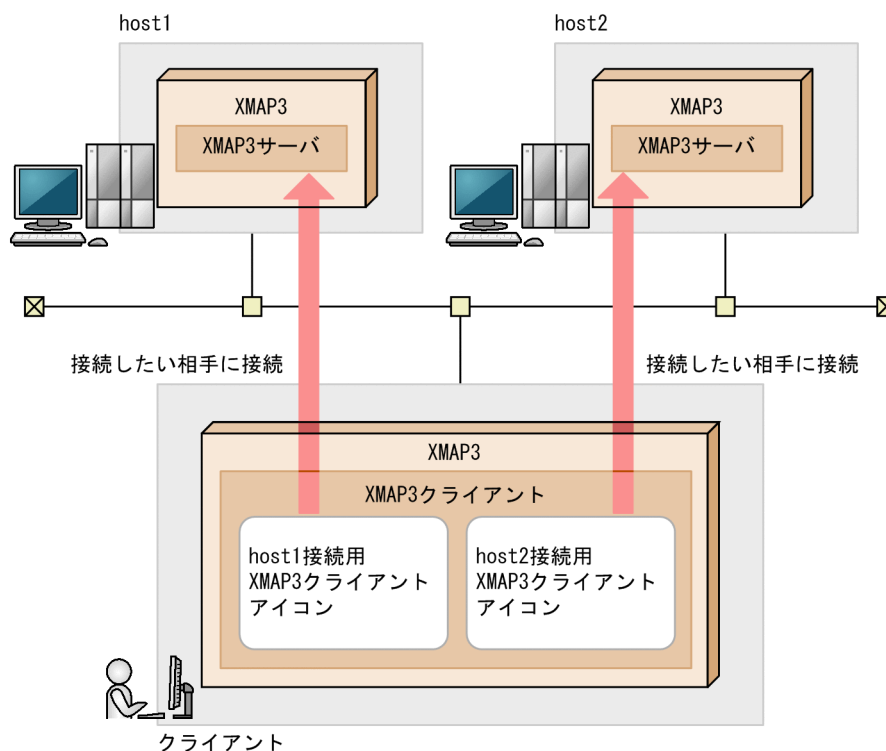 host1
host2
XMAP3
XMAP3サーバ
XMAP3
XMAP3サーバ
接続したい相手に接続
接続したい相手に接続
XMAP3
XMAP3クライアント
host1接続用
XMAP3クライアント
アイコン
host2接続用
XMAP3クライアント
アイコン
クライアント